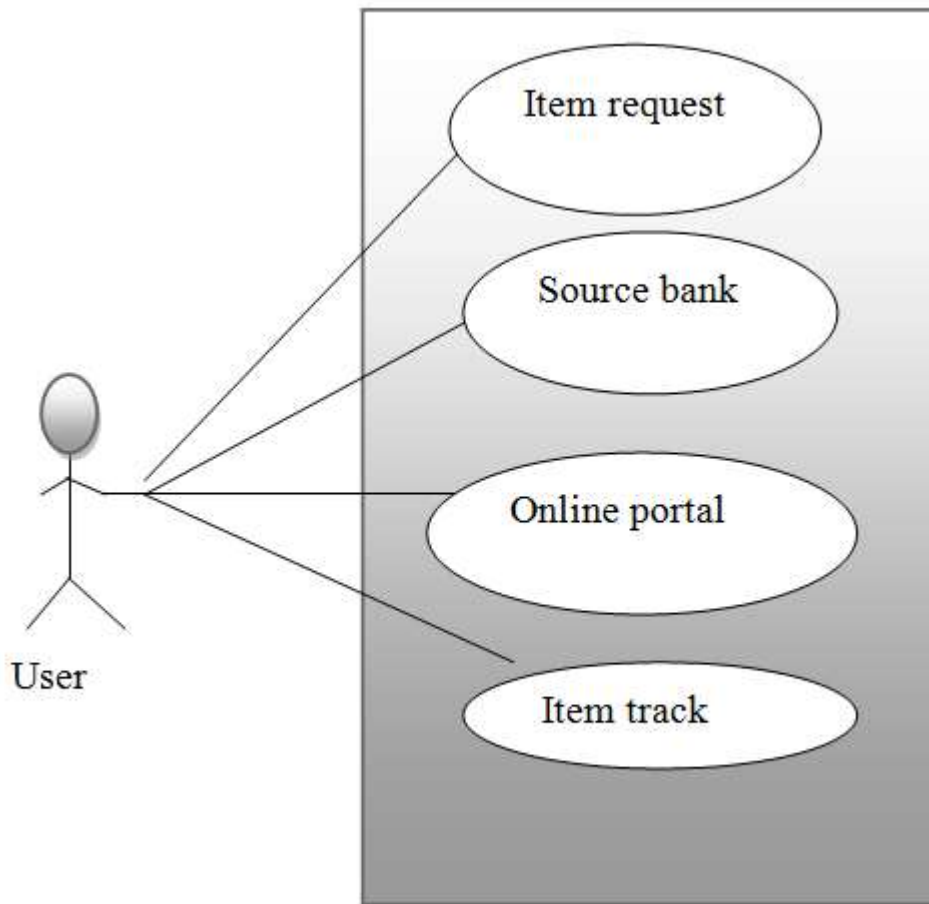 Item request
Source bank
Online portal
Item track
User